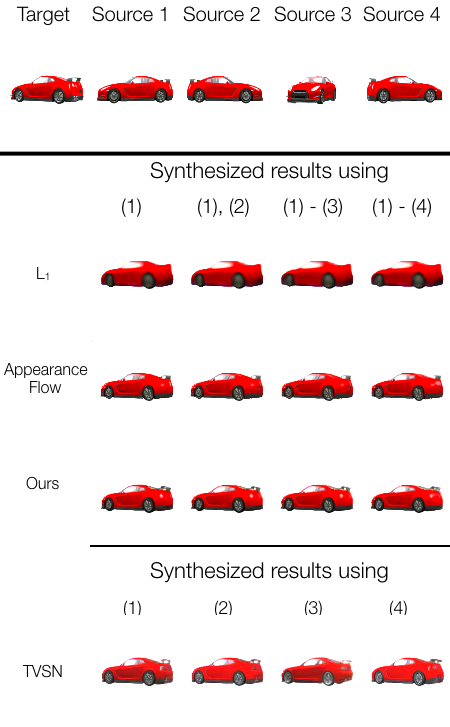 Target Source 1 Source 2 Source 3 Source 4
Synthesized results using
(1) (1), (2) (1) - (3) (1) - (4)
L₁
Appearance
Flow
Ours
Synthesized results using
(1) (2) (3) (4)
TVSN